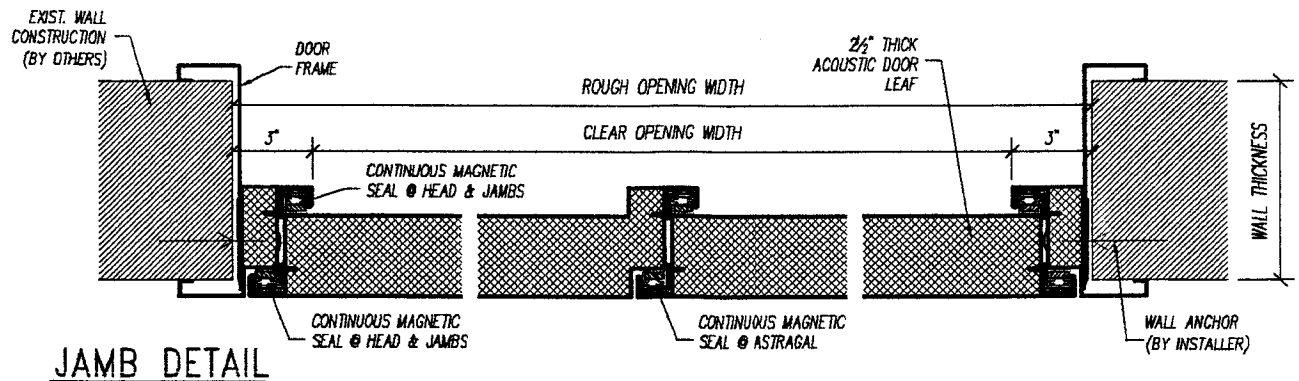 EXIST. WALL
CONSTRUCTION
(BY OTHERS)
DOOR
FRAME
2½" THICK
ACOUSTIC DOOR
LEAF
ROUGH OPENING WIDTH
3"
CLEAR OPENING WIDTH
3"
CONTINUOUS MAGNETIC
SEAL @ HEAD & JAMBS
WALL THICKNESS
CONTINUOUS MAGNETIC
SEAL @ HEAD & JAMBS
CONTINUOUS MAGNETIC
SEAL @ ASTRAGAL
WALL ANCHOR
(BY INSTALLER)
JAMB DETAIL